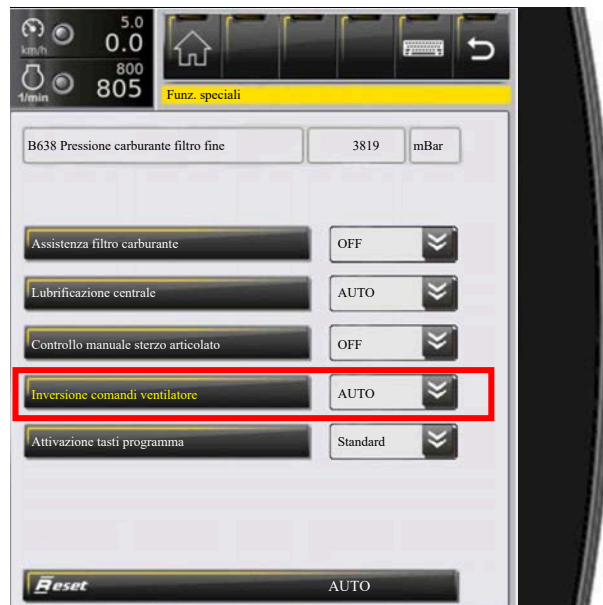 5.0
km/h 0.0
800
1/min 805
Funz. speciali
B638 Pressione carburante filtro fine 3819 mBar
Assistenza filtro carburante OFF
Lubrificazione centrale AUTO
Controllo manuale sterzo articolato OFF
Inversione comandi ventilatore AUTO
Attivazione tasti programma Standard
Reset AUTO